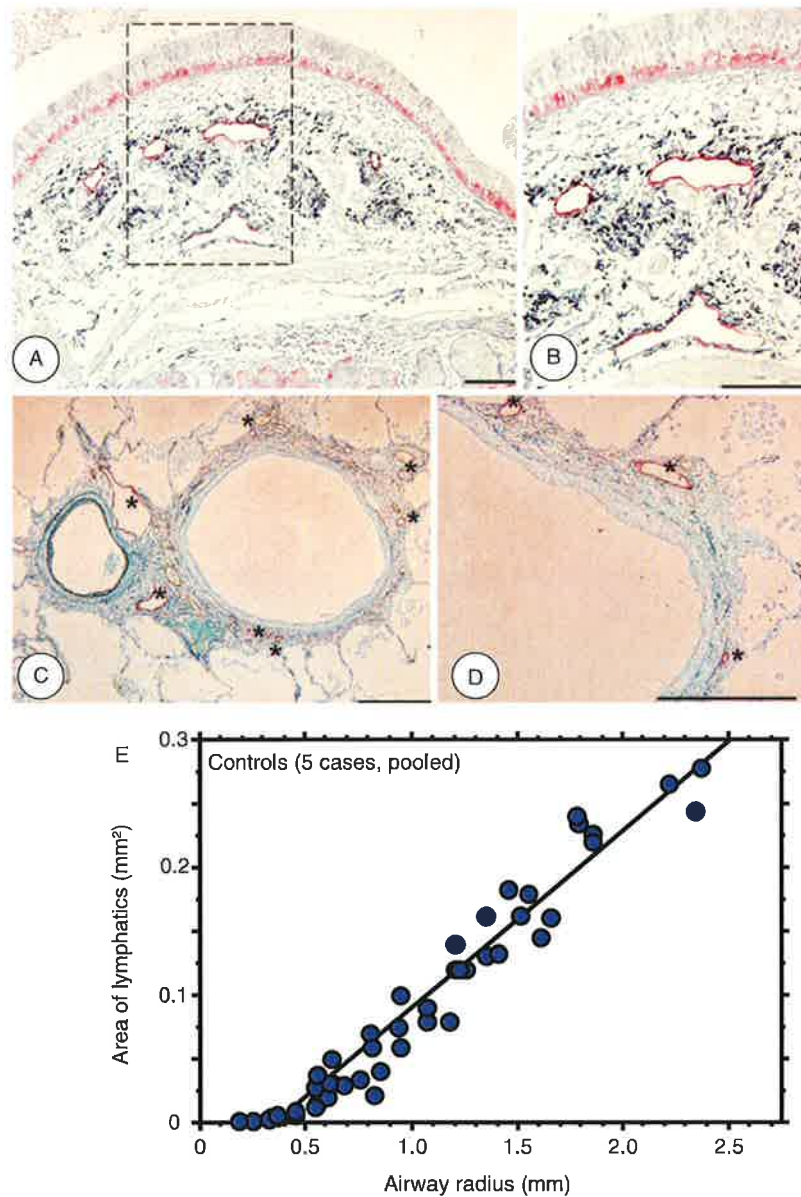 A
B
*
*
*
*
*
*
*
C
*
*
*
D
E
Controls (5 cases, pooled)
Area of lymphatics (mm²)
0.3
0.2
0.1
0
0
0.5
1.0
1.5
2.0
2.5
Airway radius (mm)